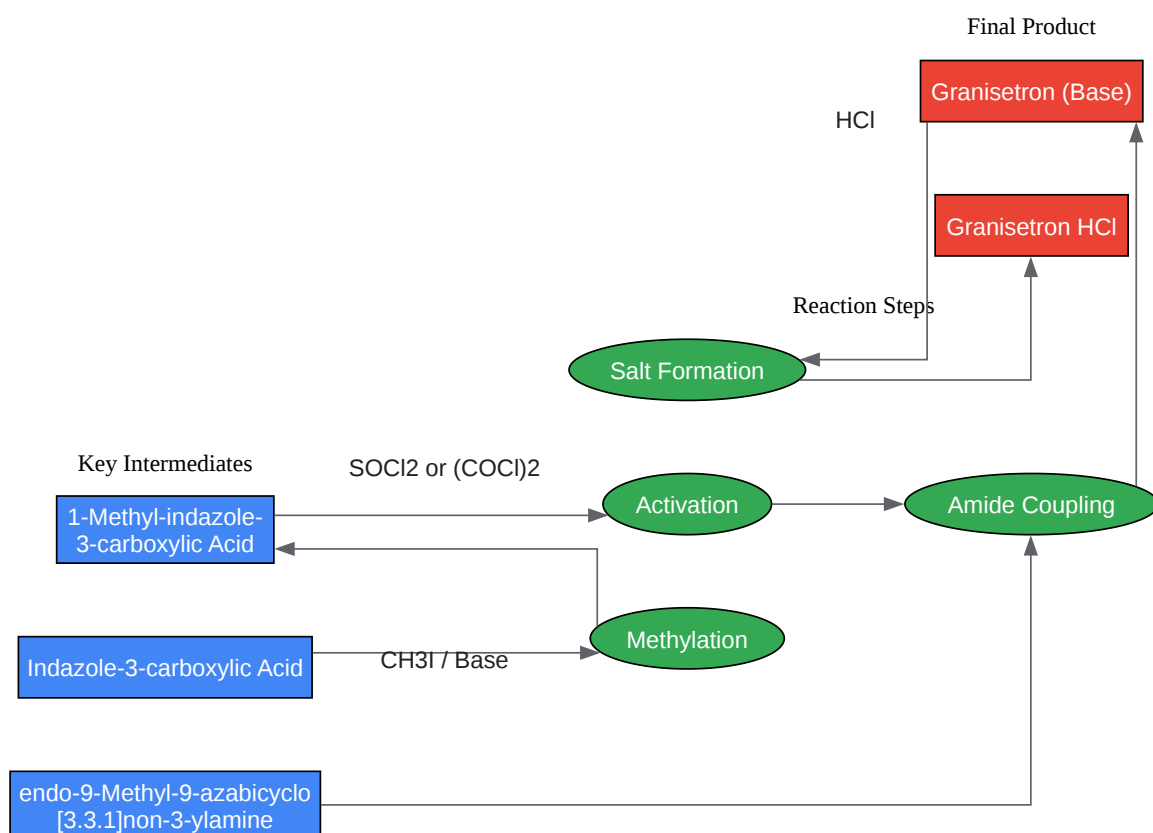 Final Product
Granisetron (Base)
HCl
Granisetron HCl
Reaction Steps
Salt Formation
Key Intermediates
SOCl2 or (COCl)2
1-Methyl-indazole-
3-carboxylic Acid
Activation
Amide Coupling
Methylation
Indazole-3-carboxylic Acid
CH3I / Base
endo-9-Methyl-9-azabicyclo
[3.3.1]non-3-ylamine